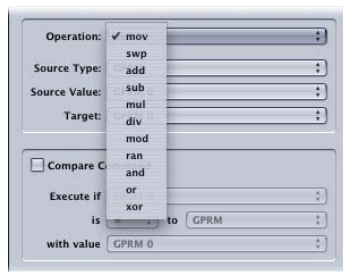 Operation: ✓ mov
swp
Source Type: add
Source Value: sub
mul
Target: div
mod
ran
Compare and
or
Execute if xor
is = to GPRM
with value GPRM 0